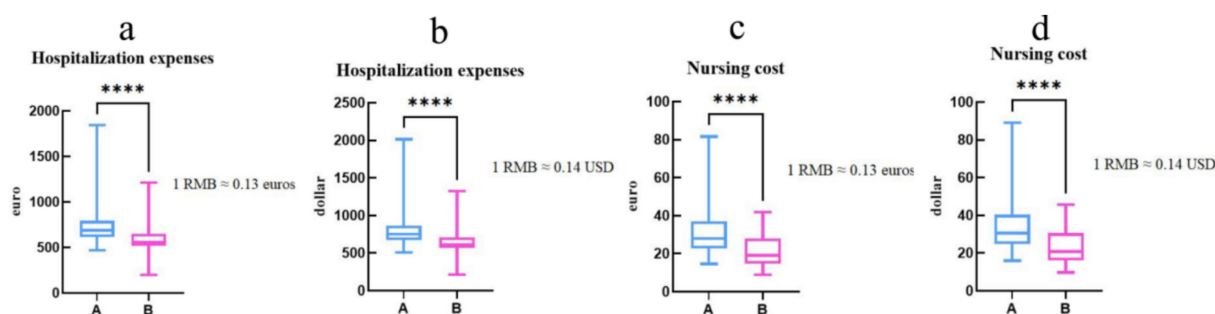 a
Hospitalization expenses
****
2000
1500
1000
500
0
euro
A B
1 RMB ≈ 0.13 euros
b
Hospitalization expenses
****
2500
2000
1500
1000
500
0
dollar
A B
1 RMB ≈ 0.14 USD
c
Nursing cost
****
100
80
60
40
20
0
euro
A B
1 RMB ≈ 0.13 euros
d
Nursing cost
****
100
80
60
40
20
0
dollar
A B
1 RMB ≈ 0.14 USD